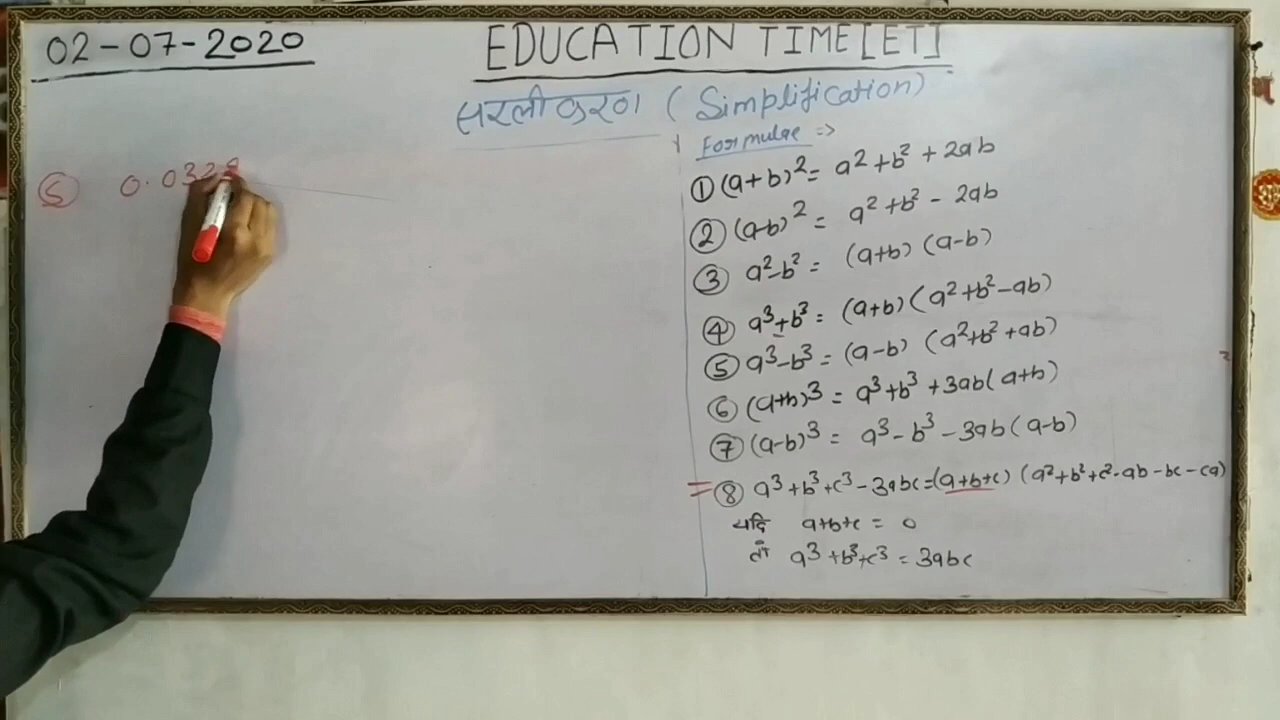 02-07-2020
EDUCATION TIME[ET]
सरलीकरण (Simplification)
Formulae =>
① (a+b)² = a²+b²+2ab
② (a-b)² = a²+b²-2ab
③ a²-b² = (a+b) (a-b)
④ a³+b³ = (a+b) (a²+b²-ab)
⑤ a³-b³ = (a-b) (a²+b²+ab)
⑥ (a+b)³ = a³+b³+3ab(a+b)
⑦ (a-b)³ = a³-b³-3ab(a-b)
⑧ a³+b³+c³-3abc=(a+b+c) (a²+b²+c²-ab-bc-ca)
यदि a+b+c = 0
तो a³+b³+c³ = 3abc
⑤ 0.032